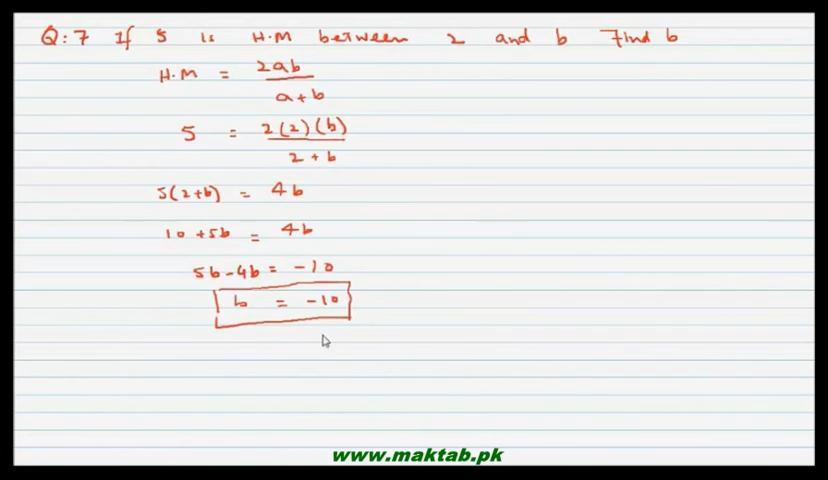 Q:7 If 5 is H.M between 2 and b Find b
H.M = 2ab / a+b
5 = 2(2)(b) / 2+b
5(2+b) = 4b
10+5b = 4b
5b-4b = -10
b = -10
www.maktab.pk